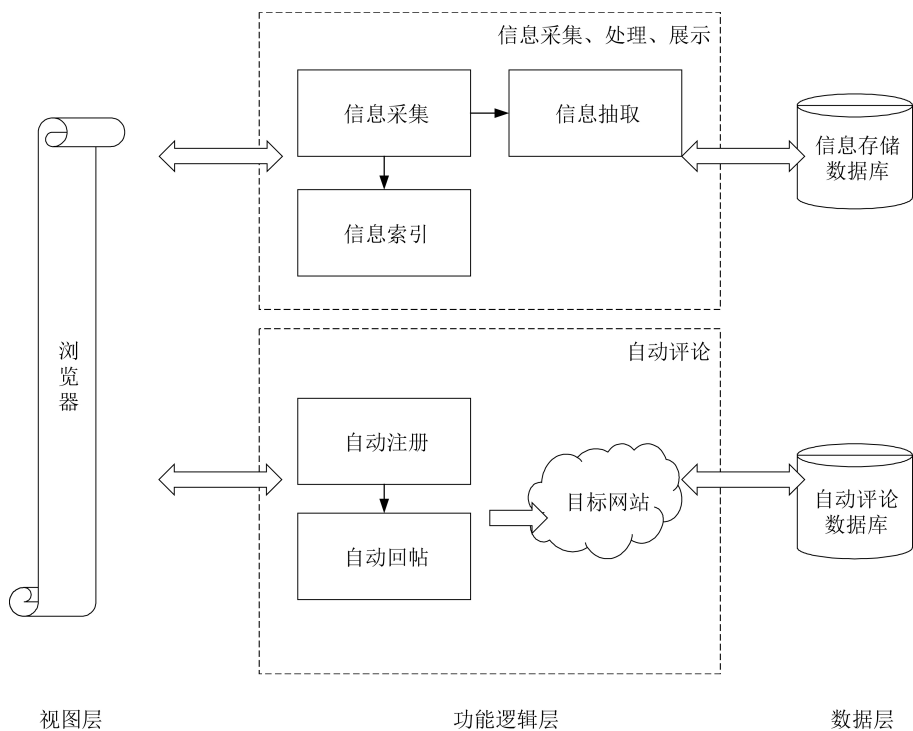 信息采集、处理、展示
信息采集
信息抽取
信息索引
信息存储
数据库
浏
览
器
自动评论
自动注册
自动回帖
目标网站
自动评论
数据库
视图层
功能逻辑层
数据层